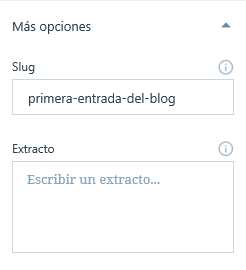 Más opciones
Slug
primera-entrada-del-blog
Extracto
Escribir un extracto...